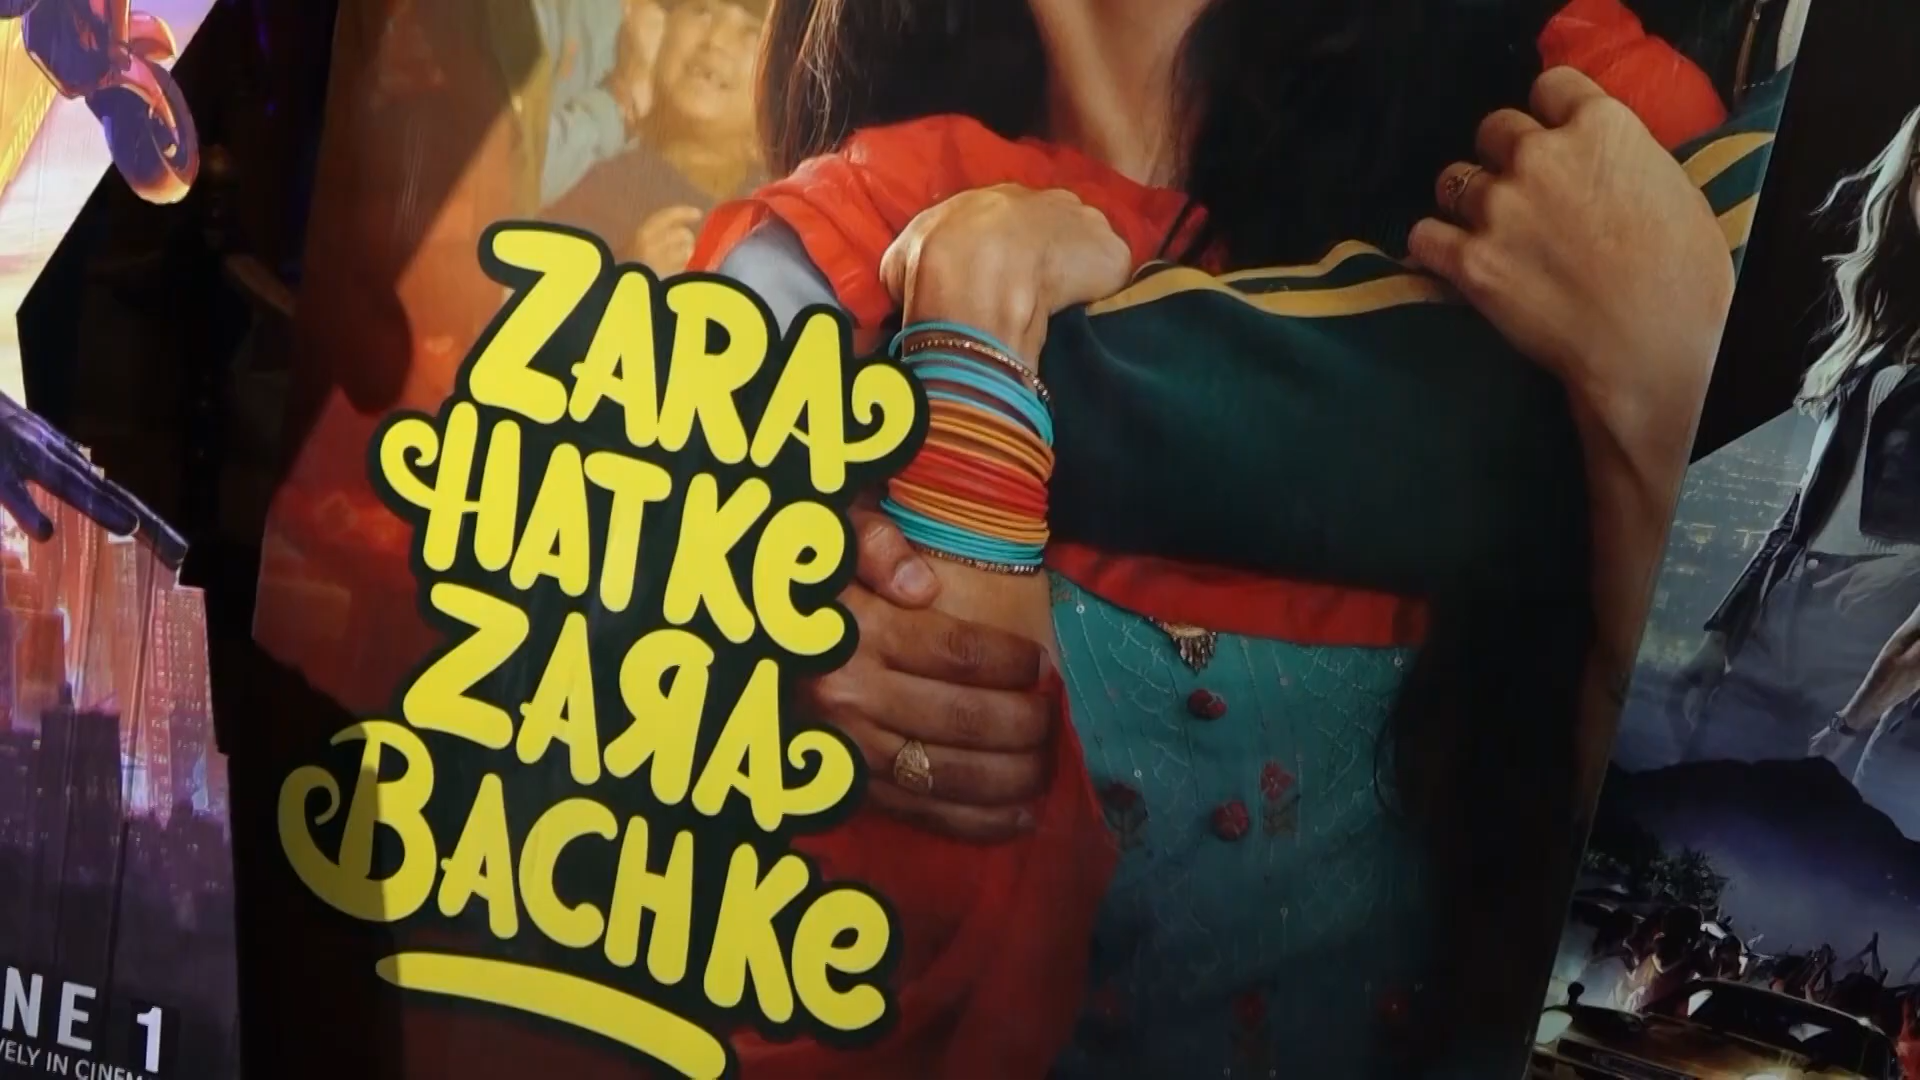 ZARA
HATKE
ZARA
BACHKE
NE 1
VELY IN CINEM